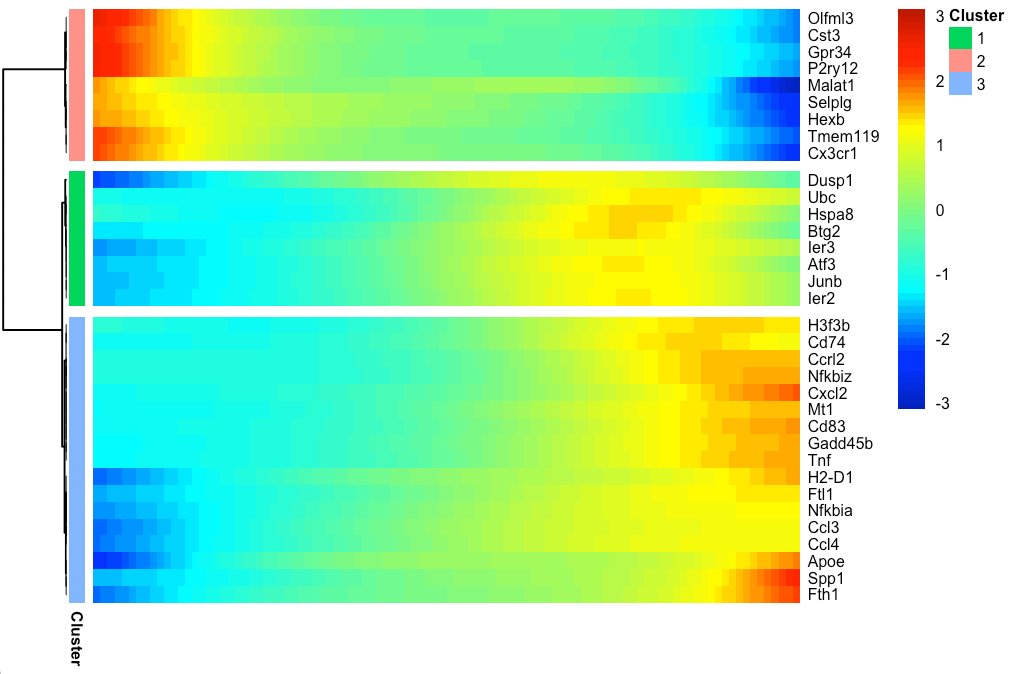 Olfml3
Cst3
Gpr34
P2ry12
Malat1
Selplg
Hexb
Tmem119
Cx3cr1
Dusp1
Ubc
Hspa8
Btg2
Ier3
Atf3
Junb
Ier2
H3f3b
Cd74
Ccrl2
Nfkbiz
Cxcl2
Mt1
Cd83
Gadd45b
Tnf
H2-D1
Ftl1
Nfkbia
Ccl3
Ccl4
Apoe
Spp1
Fth1
3
2
1
0
-1
-2
-3
Cluster
1
2
3
Cluster